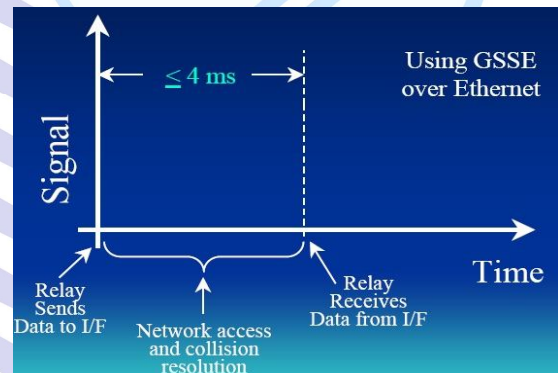 ≤ 4 ms
Using GSSE
over Ethernet
Signal
Time
Relay
Sends
Data to I/F
Network access
and collision
resolution
Relay
Receives
Data from I/F